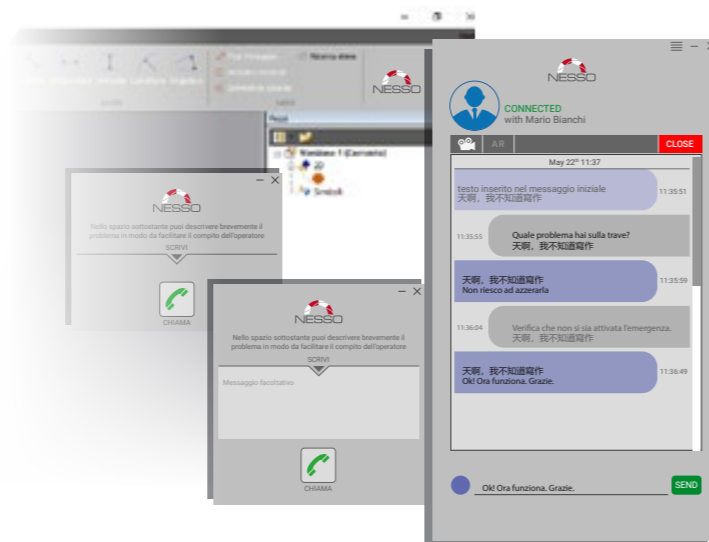 NESSO
Nello spazio sottostante puoi descrivere brevemente il
problema in modo da facilitare il compito dell'operatore
SCRIVI
CHIAMA
NESSO
Nello spazio sottostante puoi descrivere brevemente il
problema in modo da facilitare il compito dell'operatore
SCRIVI
Messaggio facoltativo
CHIAMA
NESSO
NESSO
CONNECTED
with Mario Bianchi
AR
CLOSE
May 22° 11:37
testo inserito nel messaggio iniziale
天啊，我不知道寫作
11:35:51
11:35:55
Quale problema hai sulla trave?
天啊，我不知道寫作
天啊，我不知道寫作
Non riesco ad azzerarla
11:35:59
11:36:04
Verifica che non si sia attivata l'emergenza.
天啊，我不知道寫作
天啊，我不知道寫作
Ok! Ora funziona. Grazie.
11:36:49
Ok! Ora funziona. Grazie.
SEND